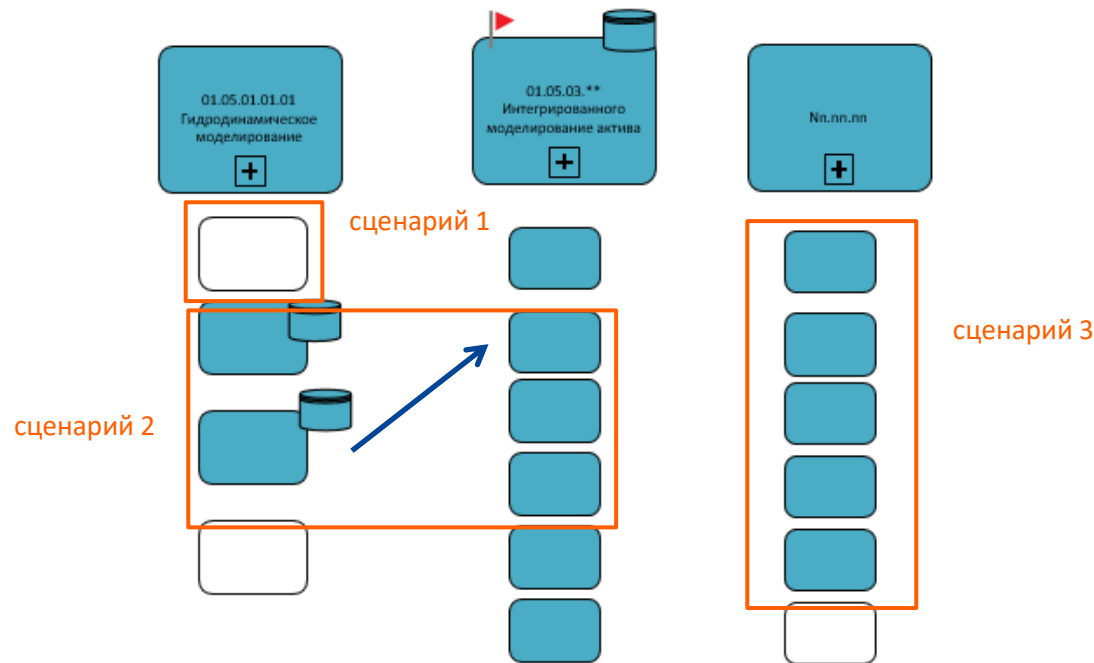 01.05.01.01.01
Гидродинамическое
моделирование
01.05.03.**
Интегрированного
моделирование актива
Nn.nn.nn
сценарий 1
сценарий 2
сценарий 3